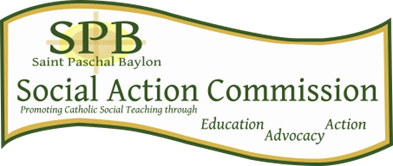 SPB
Saint Paschal Baylon
Social Action Commission
Promoting Catholic Social Teaching through
Education
Advocacy
Action